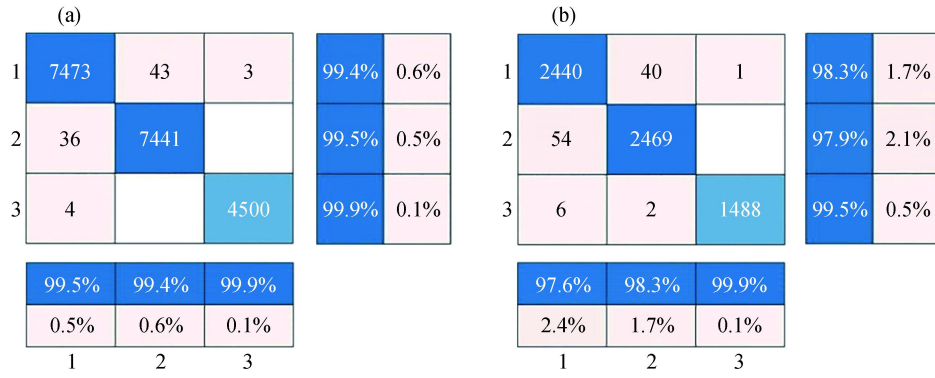 (a)
(b)
1 7473 43 3 99.4% 0.6%
2 36 7441 99.5% 0.5%
3 4 4500 99.9% 0.1%
99.5% 99.4% 99.9%
0.5% 0.6% 0.1%
1 2 3
1 2440 40 1 98.3% 1.7%
2 54 2469 97.9% 2.1%
3 6 2 1488 99.5% 0.5%
97.6% 98.3% 99.9%
2.4% 1.7% 0.1%
1 2 3